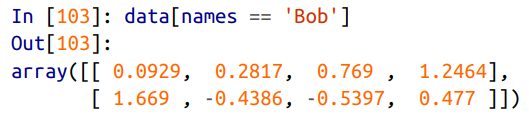 In [103]: data[names == 'Bob']
Out[103]:
array([[ 0.0929,  0.2817,  0.769 ,  1.2464],
       [ 1.669 , -0.4386, -0.5397,  0.477 ]])